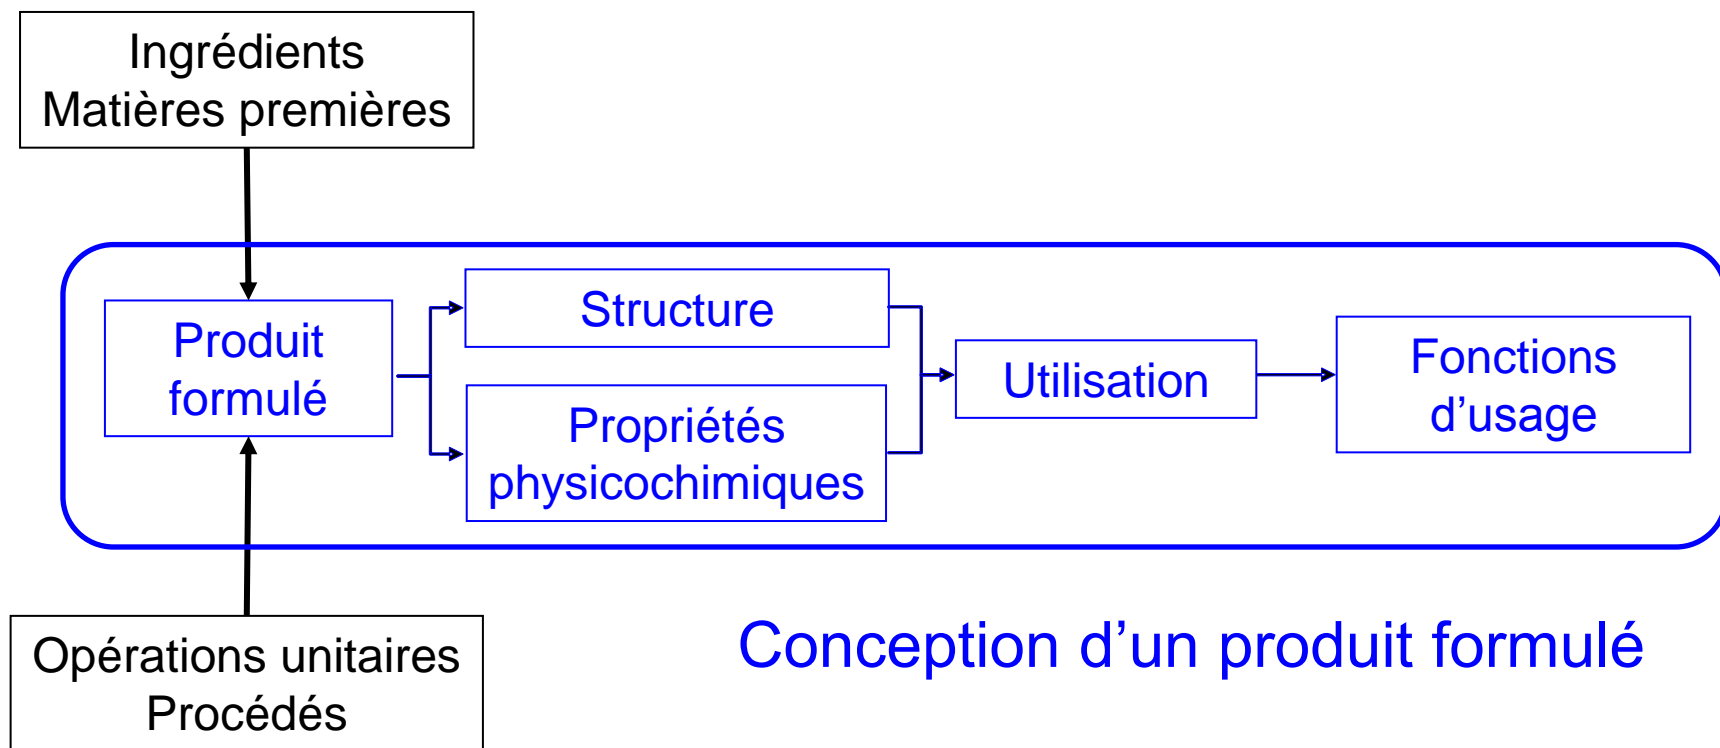 Ingrédients
Matières premières
Produit
formulé
Structure
Propriétés
physicochimiques
Utilisation
Fonctions
d’usage
Opérations unitaires
Procédés
Conception d’un produit formulé